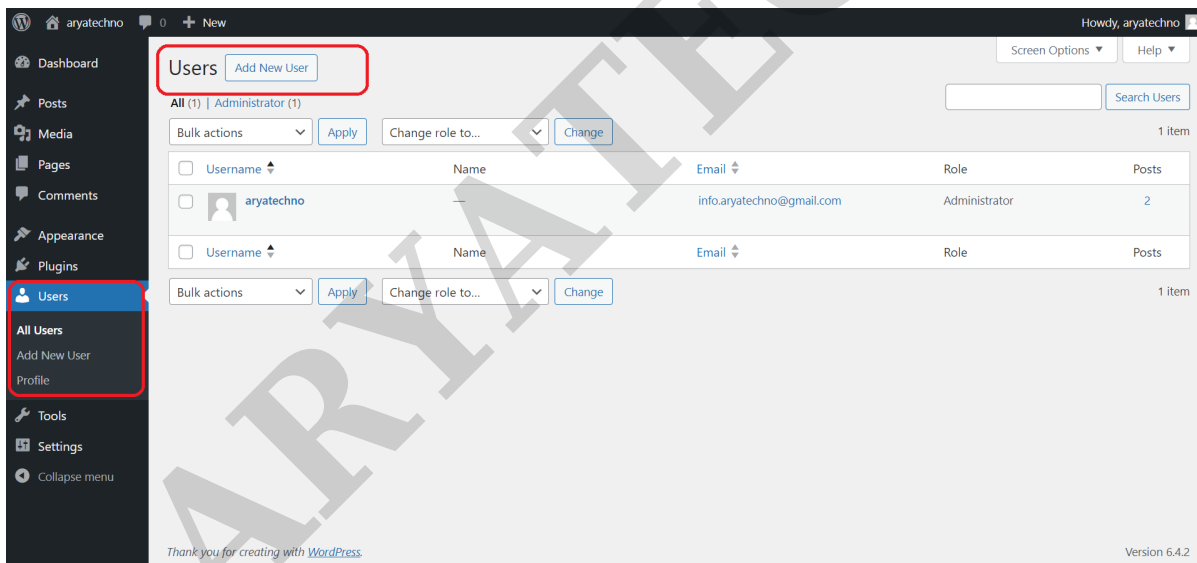 aryatechno 0 + New Howdy, aryatechno
Screen Options ▼ Help ▼
Dashboard
Posts
Media
Pages
Comments
Appearance
Plugins
Users
All Users
Add New User
Profile
Tools
Settings
Collapse menu
Users Add New User
All (1) | Administrator (1)
Search Users
Bulk actions Apply Change role to... Change 1 item
Username Name Email Role Posts
aryatechno — info.aryatechno@gmail.com Administrator 2
Username Name Email Role Posts
Bulk actions Apply Change role to... Change 1 item
Thank you for creating with WordPress. Version 6.4.2
ARYATEC